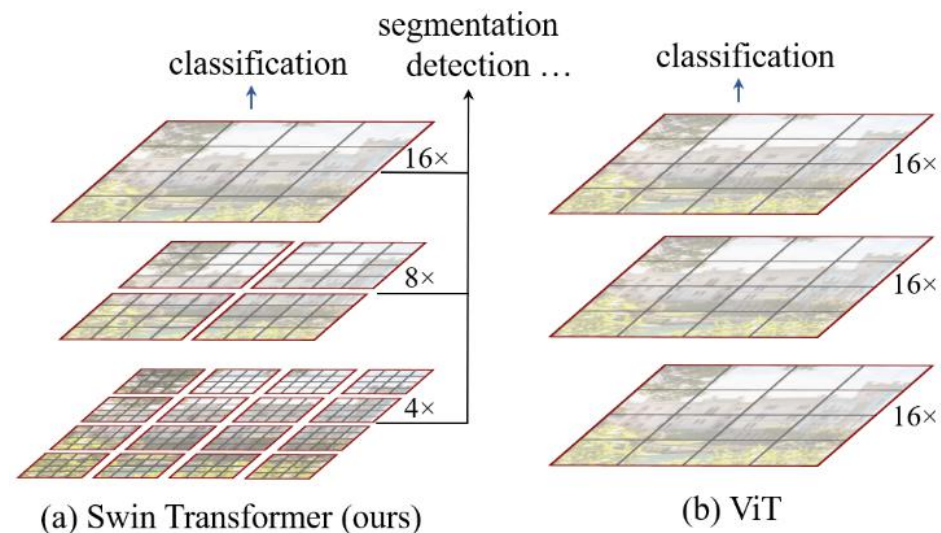 segmentation
detection ...
classification
16×
8×
4×
(a) Swin Transformer (ours)
classification
16×
16×
16×
(b) ViT